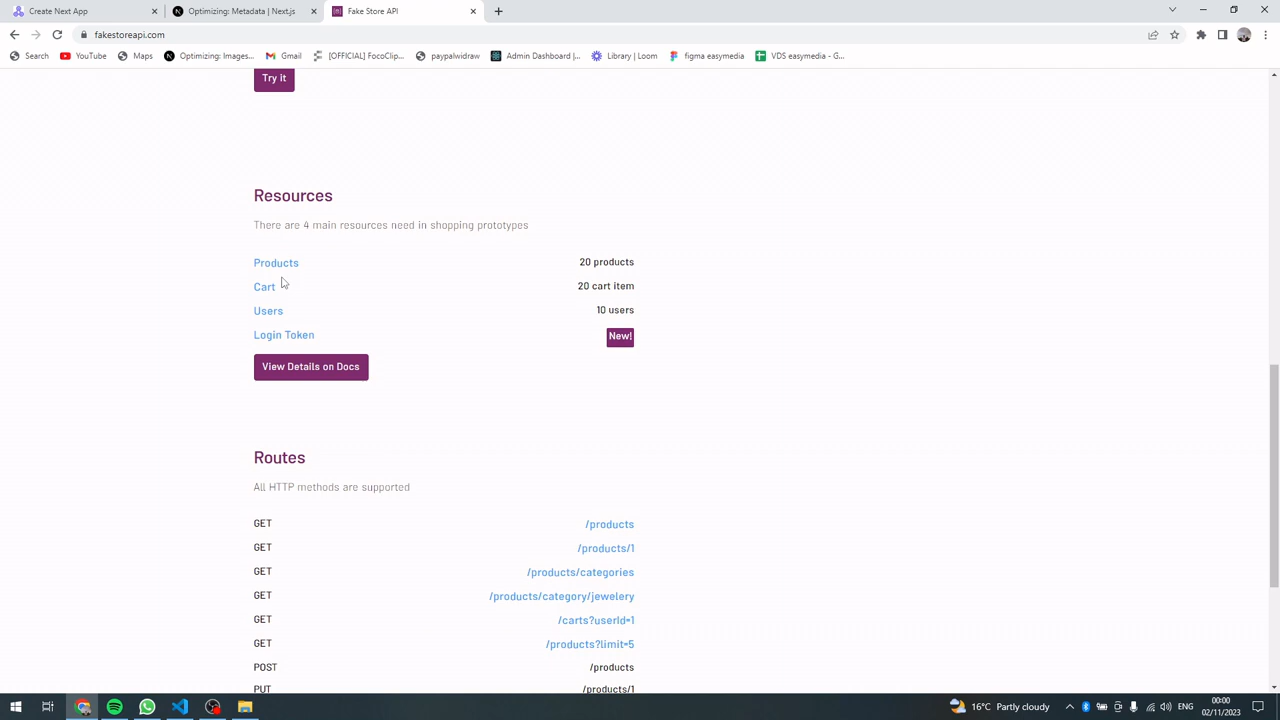 Create Next App
Optimizing: Metadata | Next.js
Fake Store API
fakestoreapi.com
Search
YouTube
Maps
Optimizing: Images...
Gmail
[OFFICIAL] FocoClip...
paypalwridaw
Admin Dashboard |...
Library | Loom
figma easymedia
VDS easymedia - G...
Try it
Resources
There are 4 main resources need in shopping prototypes
Products 20 products
Cart 20 cart item
Users 10 users
Login Token New!
View Details on Docs
Routes
All HTTP methods are supported
GET /products
GET /products/1
GET /products/categories
GET /products/category/jewelery
GET /carts?userId=1
GET /products?limit=5
POST /products
PUT /products/1
16°C Partly cloudy
ENG
00:00
02/11/2023